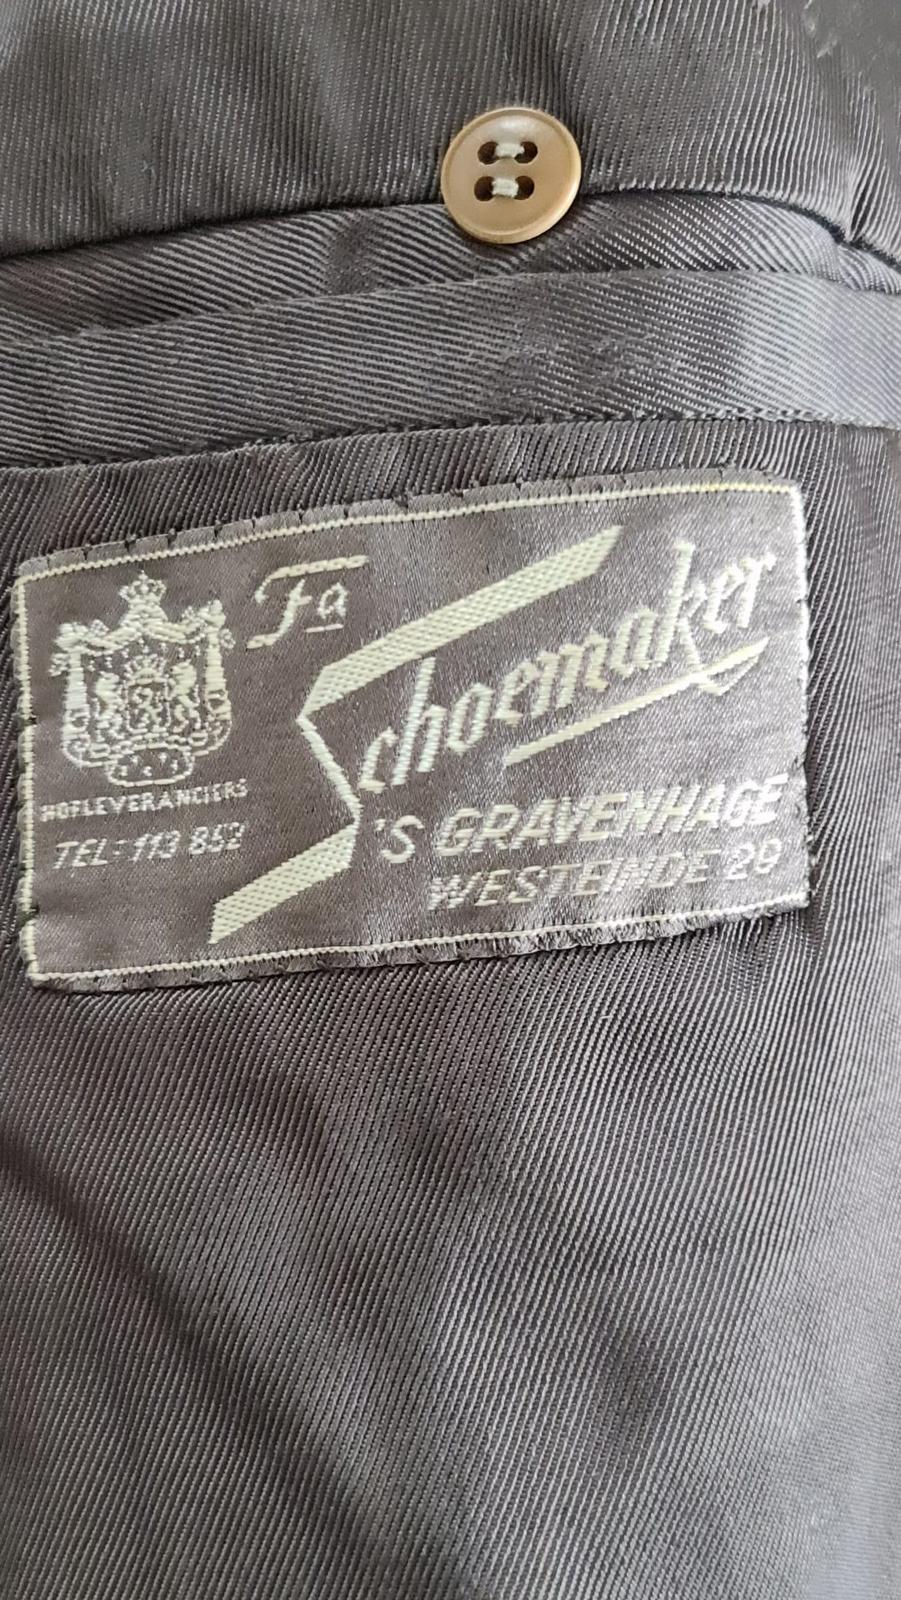 Fa
Schoemaker
HOFLEVERANCIERS
TEL: 113 852
'S GRAVENHAGE
WESTEINDE 29